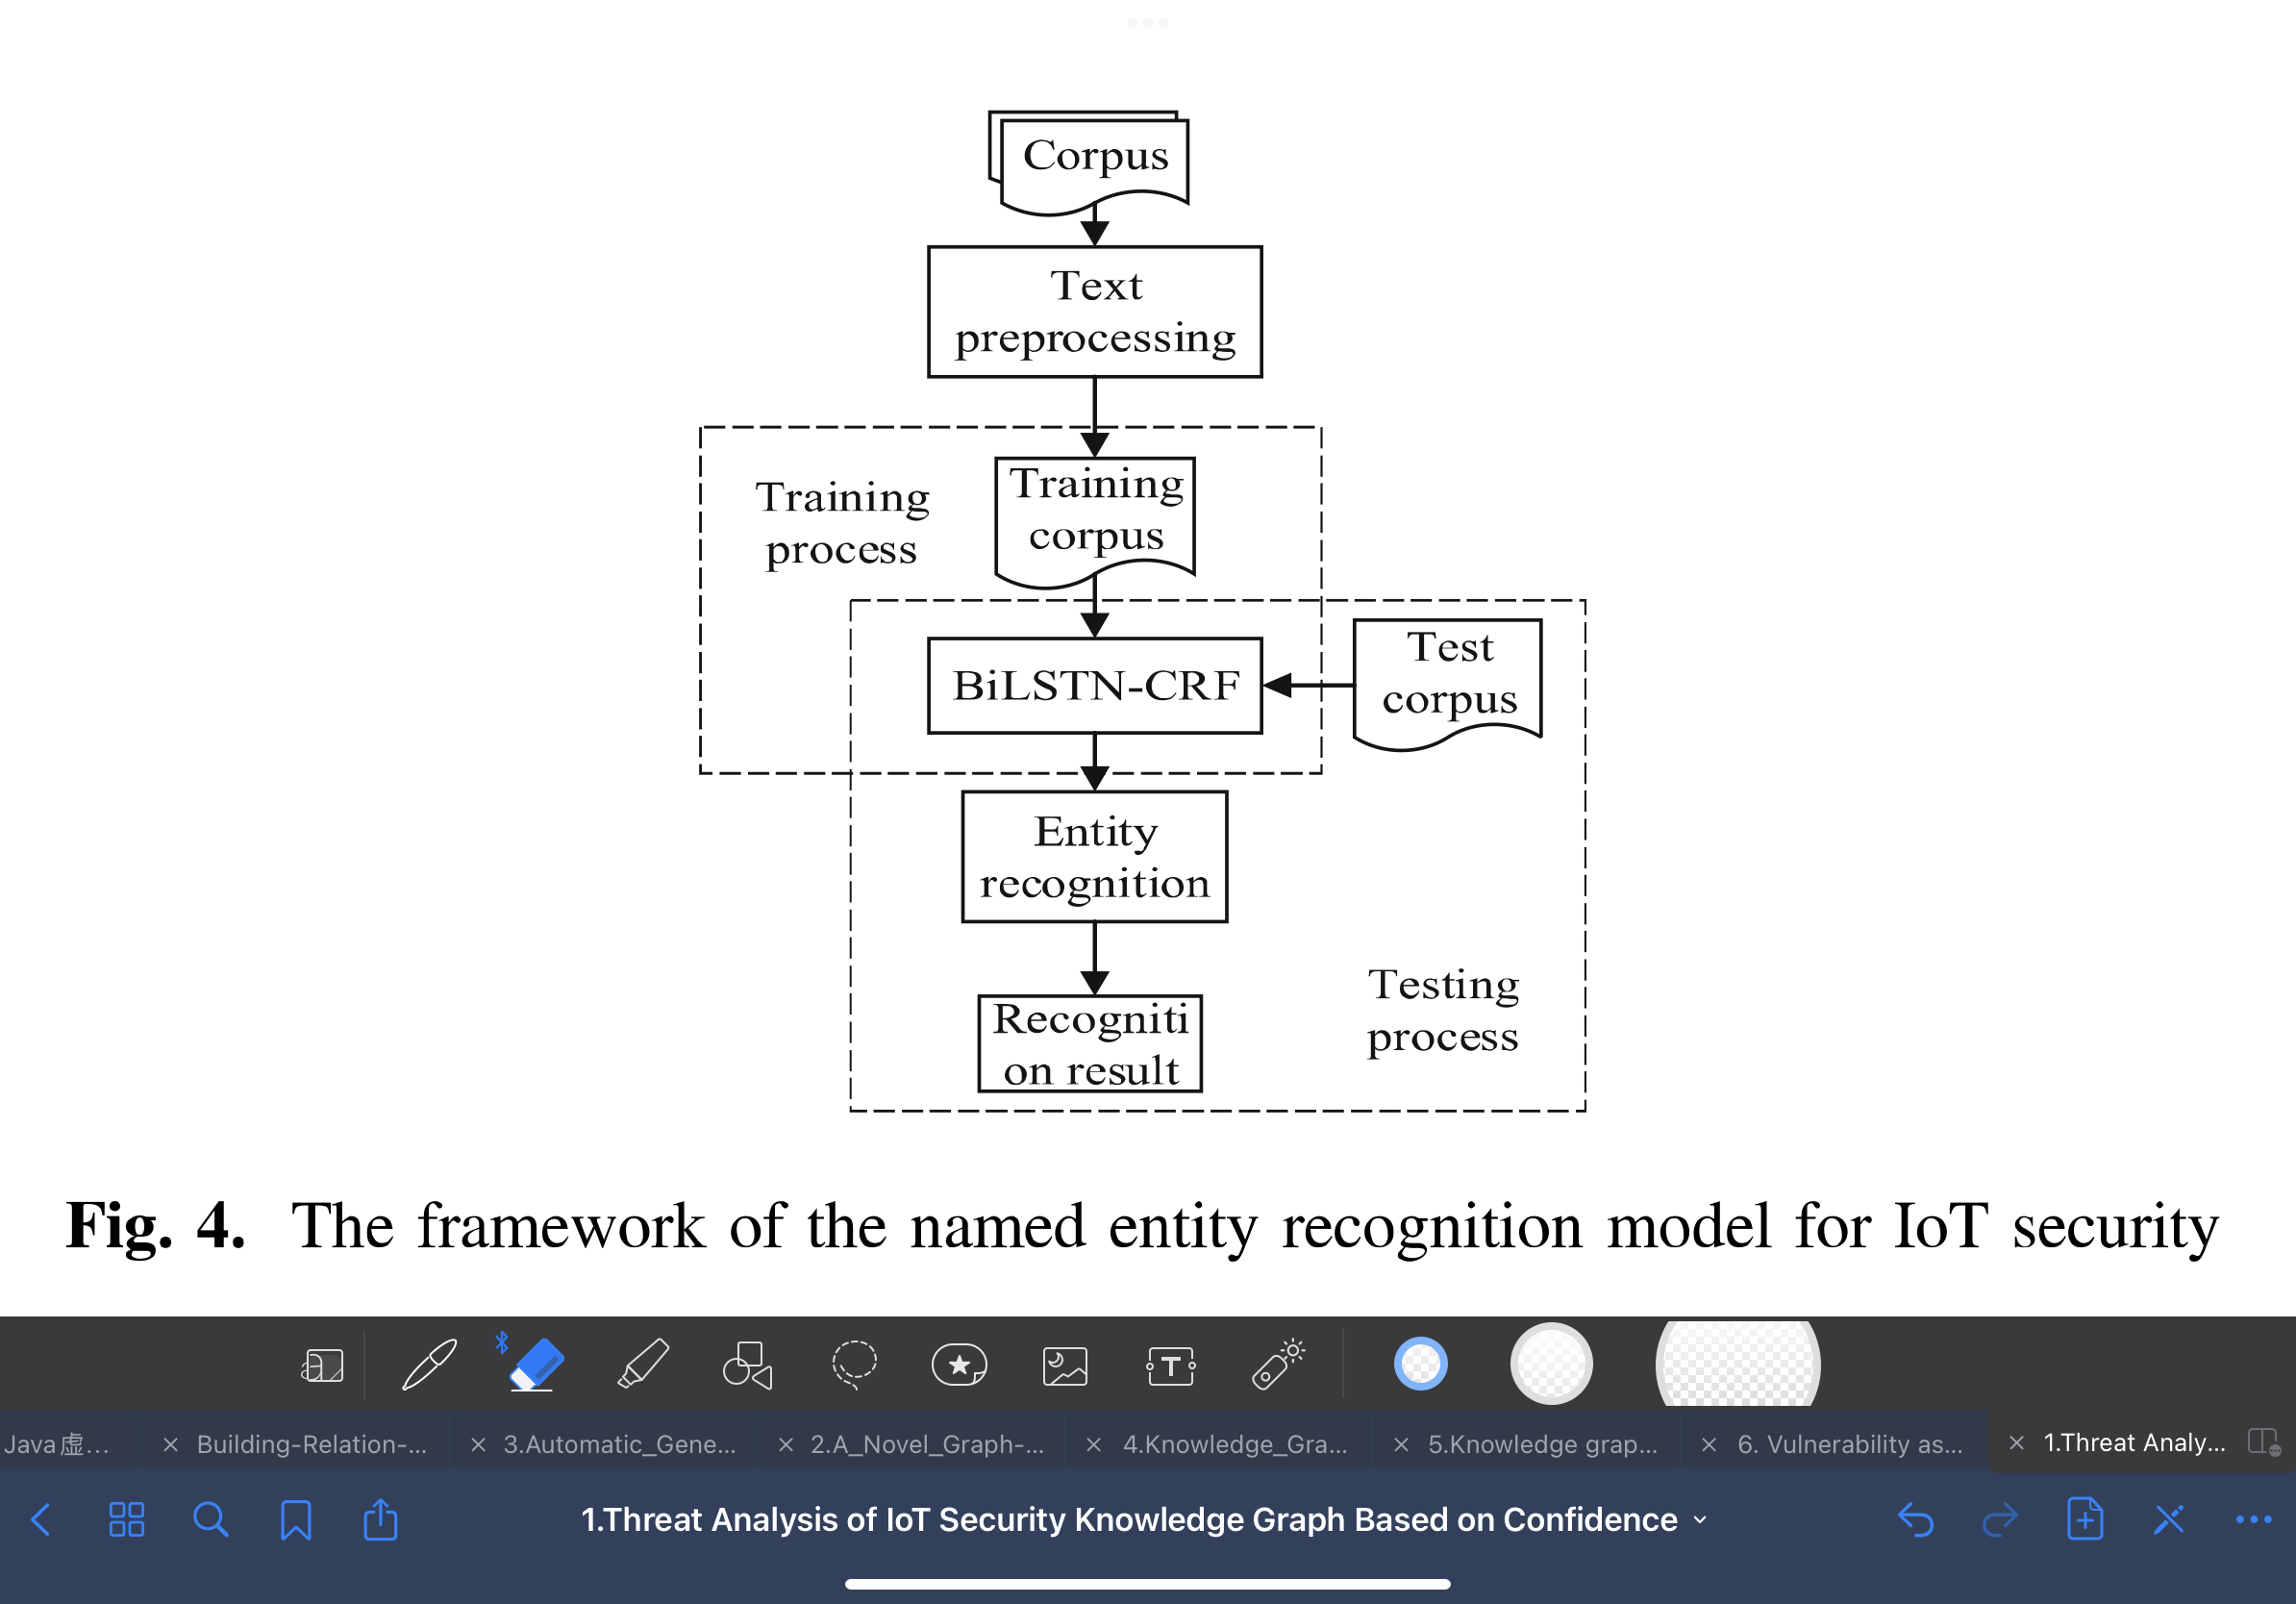 Corpus
Text
preprocessing
Training
process
Training
corpus
BiLSTN-CRF
Test
corpus
Entity
recognition
Recogniti
on result
Testing
process
Fig. 4. The framework of the named entity recognition model for IoT security
Java虚...
Building-Relation-...
3.Automatic_Gene...
2.A_Novel_Graph-...
4.Knowledge_Gra...
5.Knowledge grap...
6. Vulnerability as...
1.Threat Analy...
1.Threat Analysis of IoT Security Knowledge Graph Based on Confidence